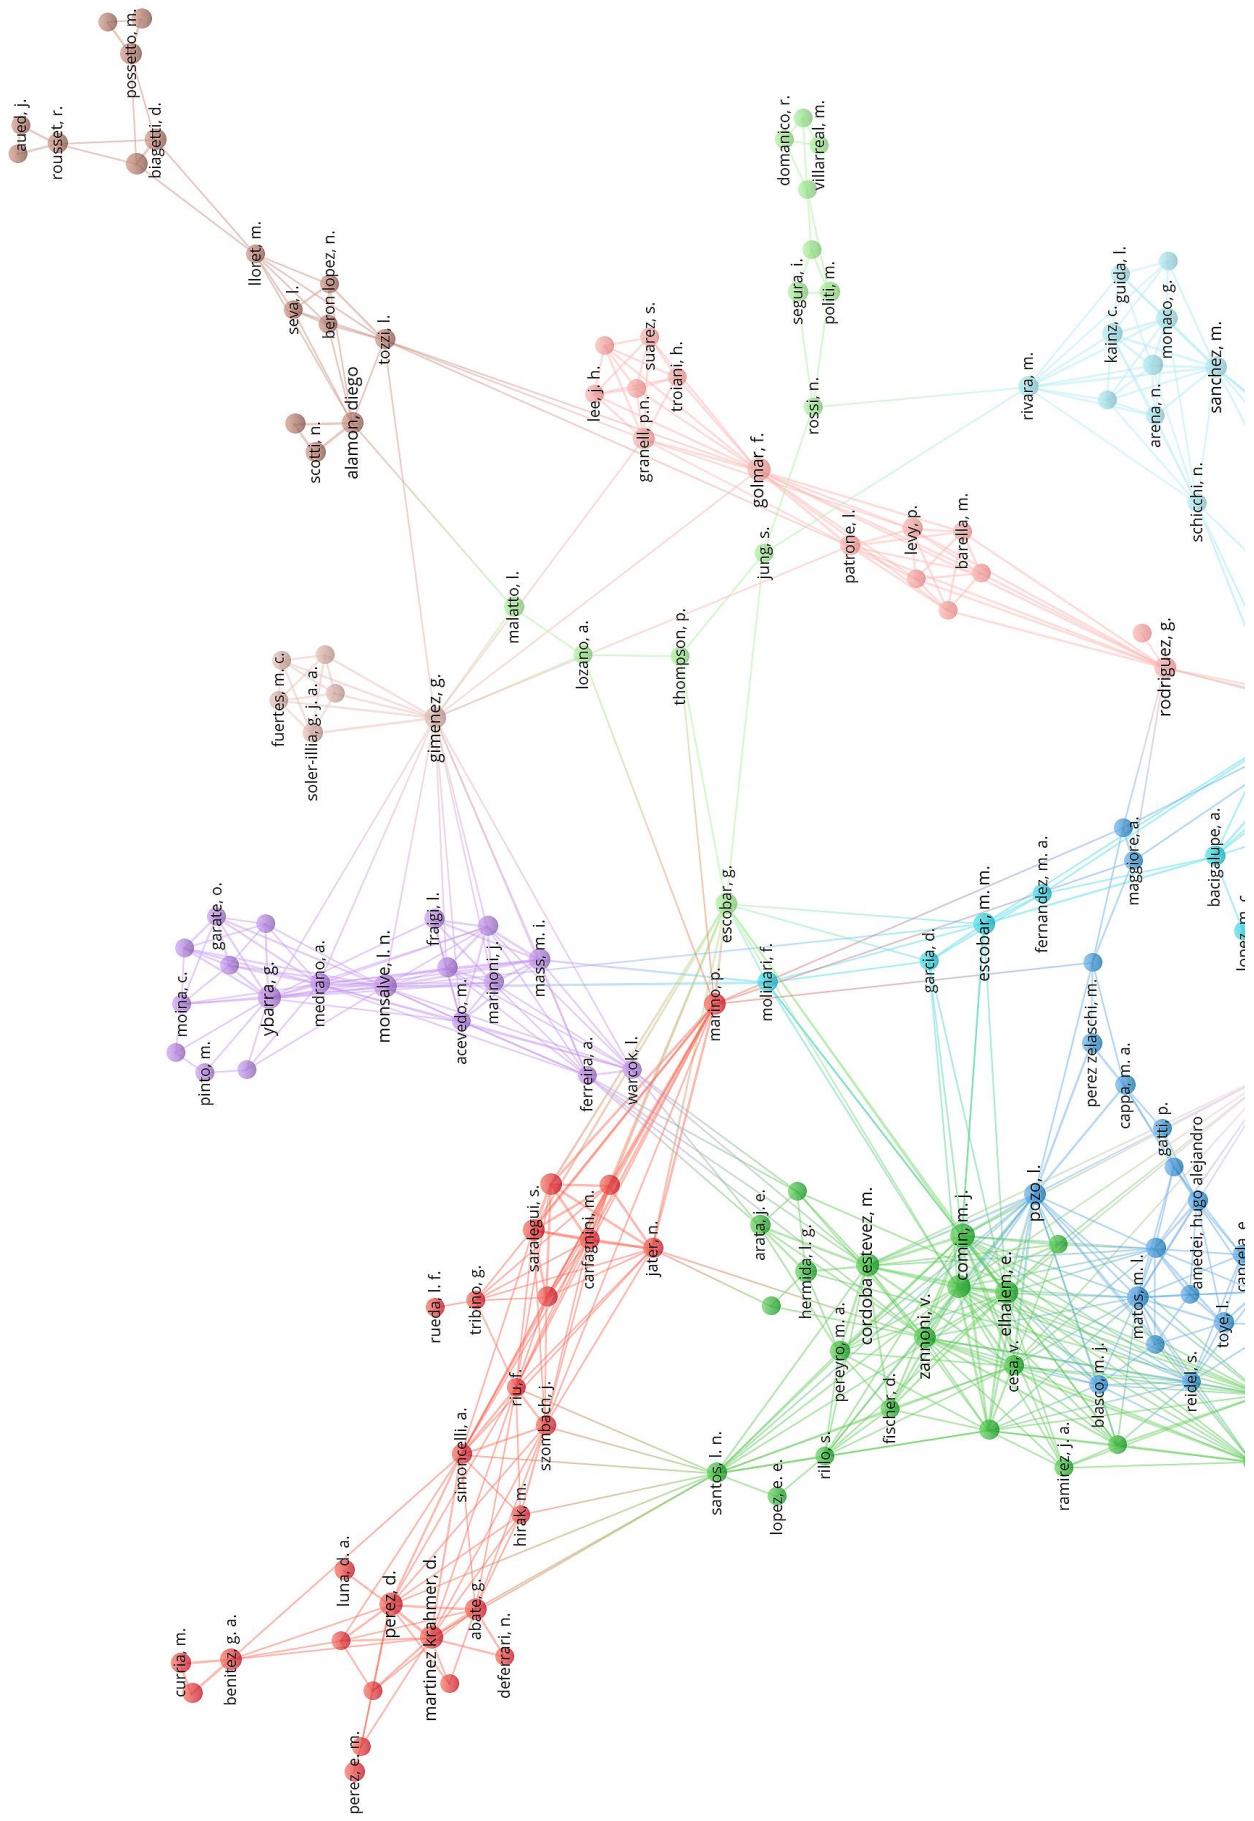 possetto, m.
aued, j.
rousset, r.
biagetti, d.
domanico, r.
villarreal, m.
lloret, m.
seva, l.
beron lopez, n.
tozzi, l.
segura, i.
politi, m.
guida, l.
kainz, c.
monaco, g.
suarez, s.
lee, j. h.
troiani, h.
granell, p.n.
rossi, n.
rivara, m.
sanchez, m.
arena, n.
alamon, diego
scotti, n.
golmar, f.
schicchi, n.
jung, s.
patrone, l.
levy, p.
barella, m.
malatto, l.
lozano, a.
thompson, p.
rodriguez, g.
fuertes, m. c.
soler-illia, g. j. a. a.
gimenez, g.
maggiore, a.
bacigalupe, a.
fernandez, m. a.
escobar, g.
escobar, m. m.
garcia, d.
lopez, m. c.
garate, o.
moina, c.
ybarra, g.
medrano, a.
monsalve, l. n.
fraigi, l.
marinoni, j.
mass, m. i.
acevedo, m.
pinto, m.
marino, p.
molinari, f.
ferreira, a.
warcok, l.
perez zelaschi, m.
cappa, m. a.
gatti, p.
amedei, hugo alejandro
pozo, l.
saralegui, s.
carfagnini, m.
jater, n.
arata, j. e.
hermida, l. g.
cordoba estevez, m.
comin, m. j.
elhalem, e.
matos, m. l.
cancela, e.
toye, l.
rueda, l. f.
tribino, g.
pereyro, m. a.
zannoni, v.
cesa, v.
blasco, m. j.
reidel, s.
riu, f.
szombach, j.
simoncelli, a.
fischer, d.
rillo, s.
ramirez, j. a.
santos, l. n.
lopez, e. e.
hirak, m.
luna, d. a.
perez, d.
martinez krahmer, d.
abate, g.
deferrari, n.
curria, m.
benitez, g. a.
perez, e. m.